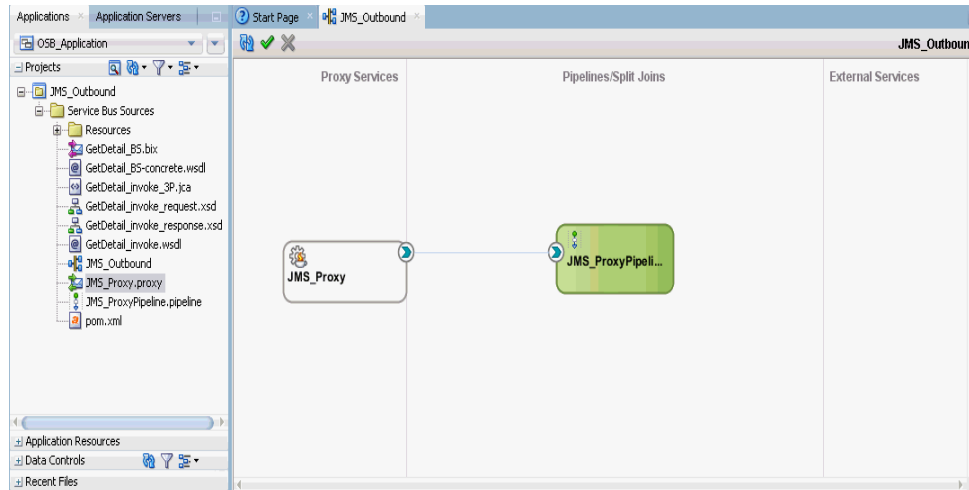 Applications
Application Servers
Start Page
JMS_Outbound
OSB_Application
JMS_Outboun
Projects
JMS_Outbound
Service Bus Sources
Resources
GetDetail_BS.bix
GetDetail_BS-concrete.wsdl
GetDetail_invoke_3P.jca
GetDetail_invoke_request.xsd
GetDetail_invoke_response.xsd
GetDetail_invoke.wsdl
JMS_Outbound
JMS_Proxy.proxy
JMS_ProxyPipeline.pipeline
pom.xml
Proxy Services
Pipelines/Split Joins
External Services
JMS_Proxy
JMS_ProxyPipeli...
Application Resources
Data Controls
Recent Files